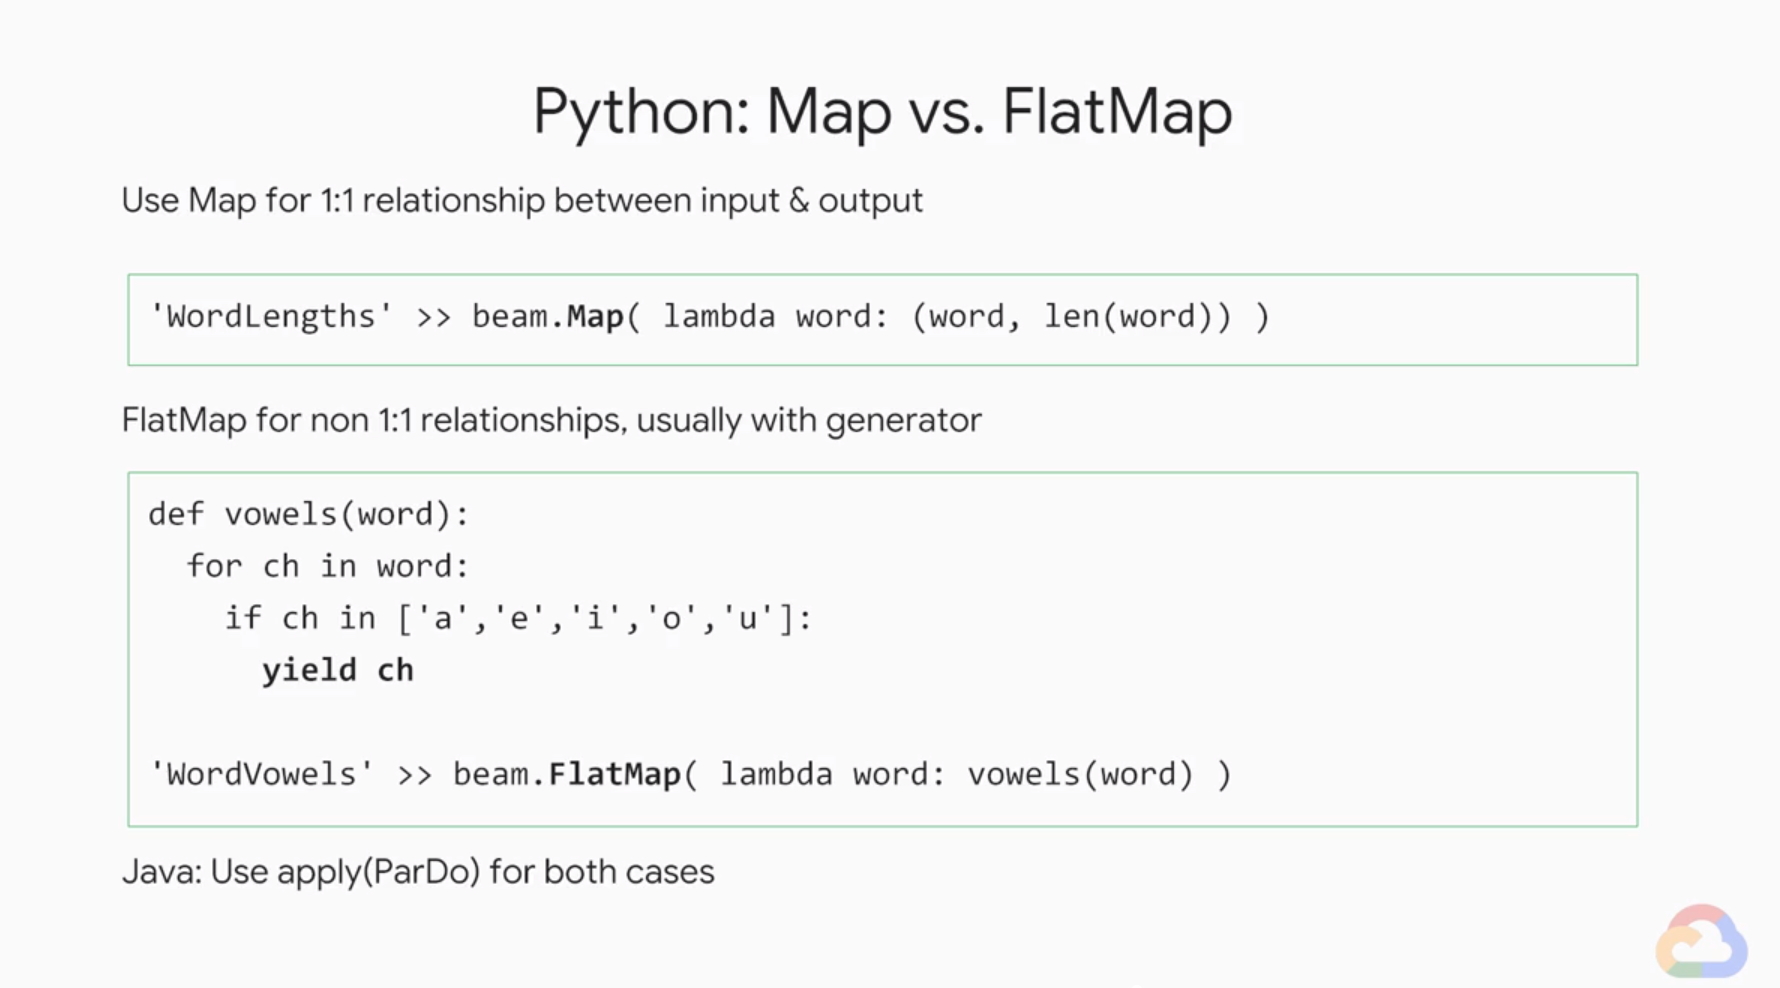 Python: Map vs. FlatMap
Use Map for 1:1 relationship between input & output
'WordLengths' >> beam.Map( lambda word: (word, len(word)) )
FlatMap for non 1:1 relationships, usually with generator
def vowels(word):
  for ch in word:
    if ch in ['a','e','i','o','u']:
      yield ch
'WordVowels' >> beam.FlatMap( lambda word: vowels(word) )
Java: Use apply(ParDo) for both cases